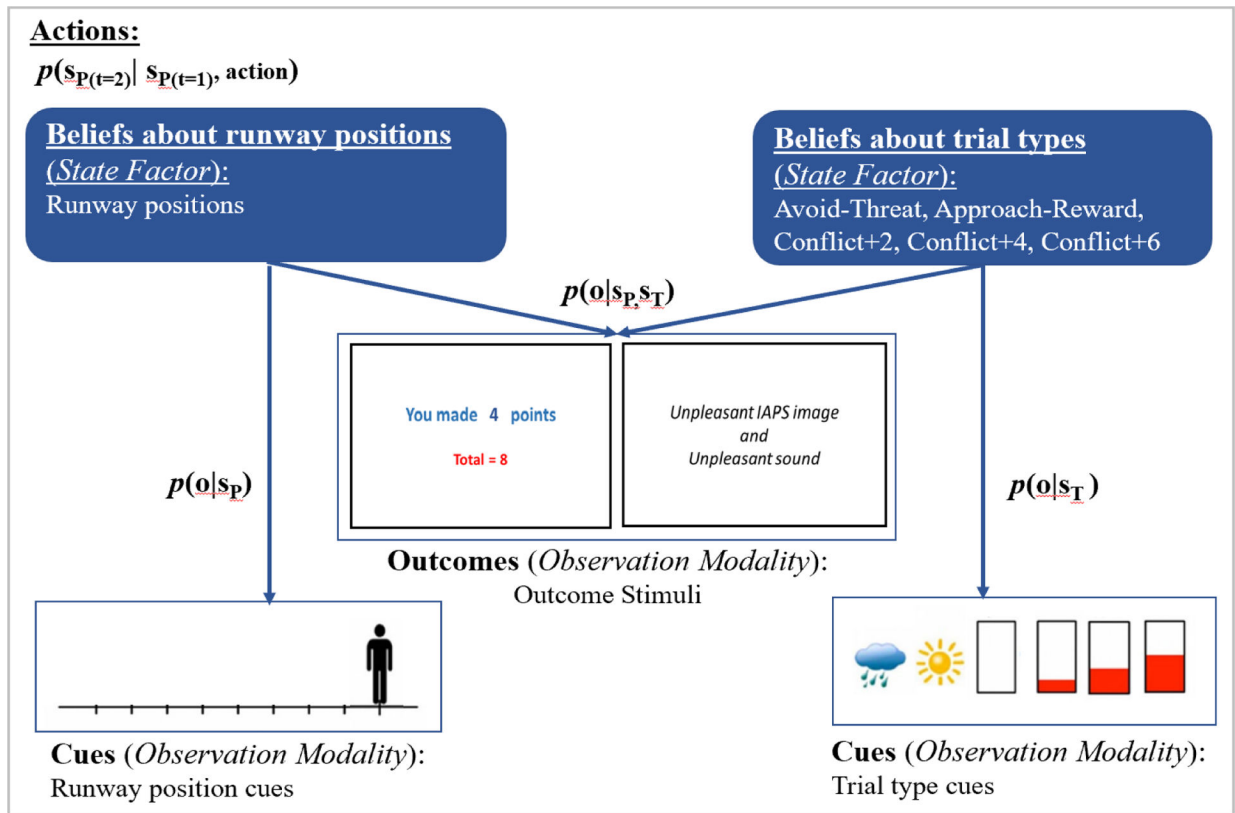 Actions:
p(sP(t=2)| sP(t=1), action)
Beliefs about runway positions
(State Factor):
Runway positions
Beliefs about trial types
(State Factor):
Avoid-Threat, Approach-Reward,
Conflict+2, Conflict+4, Conflict+6
p(o|sP,sT)
You made 4 points
Total = 8
Unpleasant IAPS image
and
Unpleasant sound
p(o|sP)
p(o|sT )
Outcomes (Observation Modality):
Outcome Stimuli
Cues (Observation Modality):
Runway position cues
Cues (Observation Modality):
Trial type cues